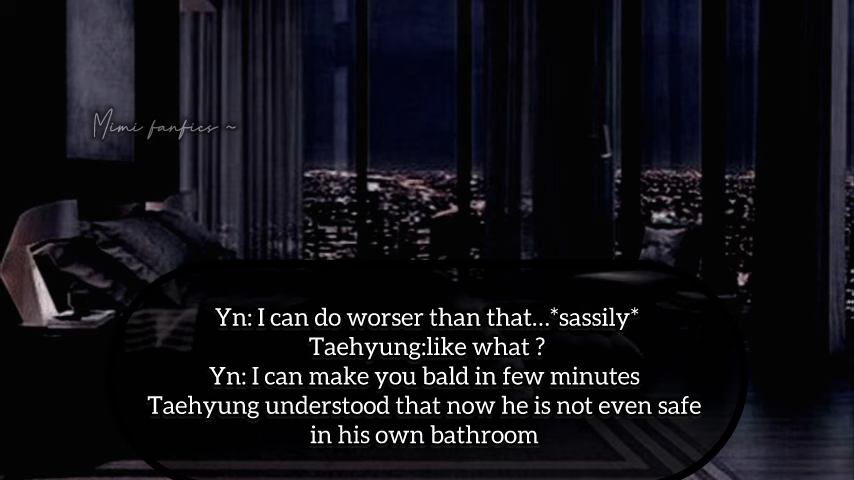 Mimi fanfics ~
Yn: I can do worser than that...*sassily*
Taehyung:like what ?
Yn: I can make you bald in few minutes
Taehyung understood that now he is not even safe
in his own bathroom